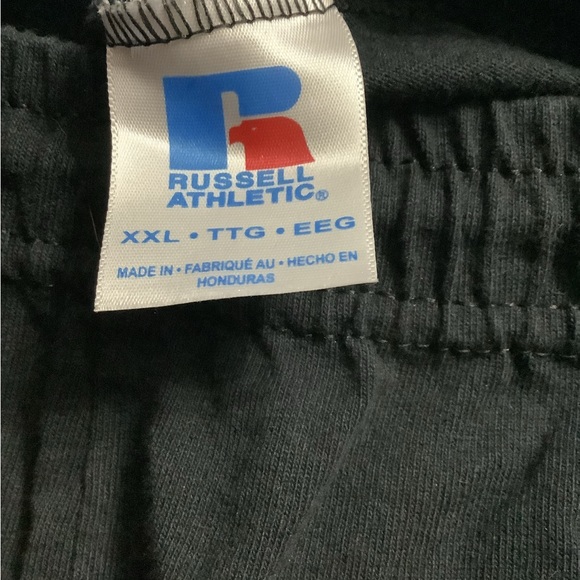 RUSSELL
ATHLETIC®
XXL • TTG • EEG
MADE IN • FABRIQUÉ AU • HECHO EN
HONDURAS